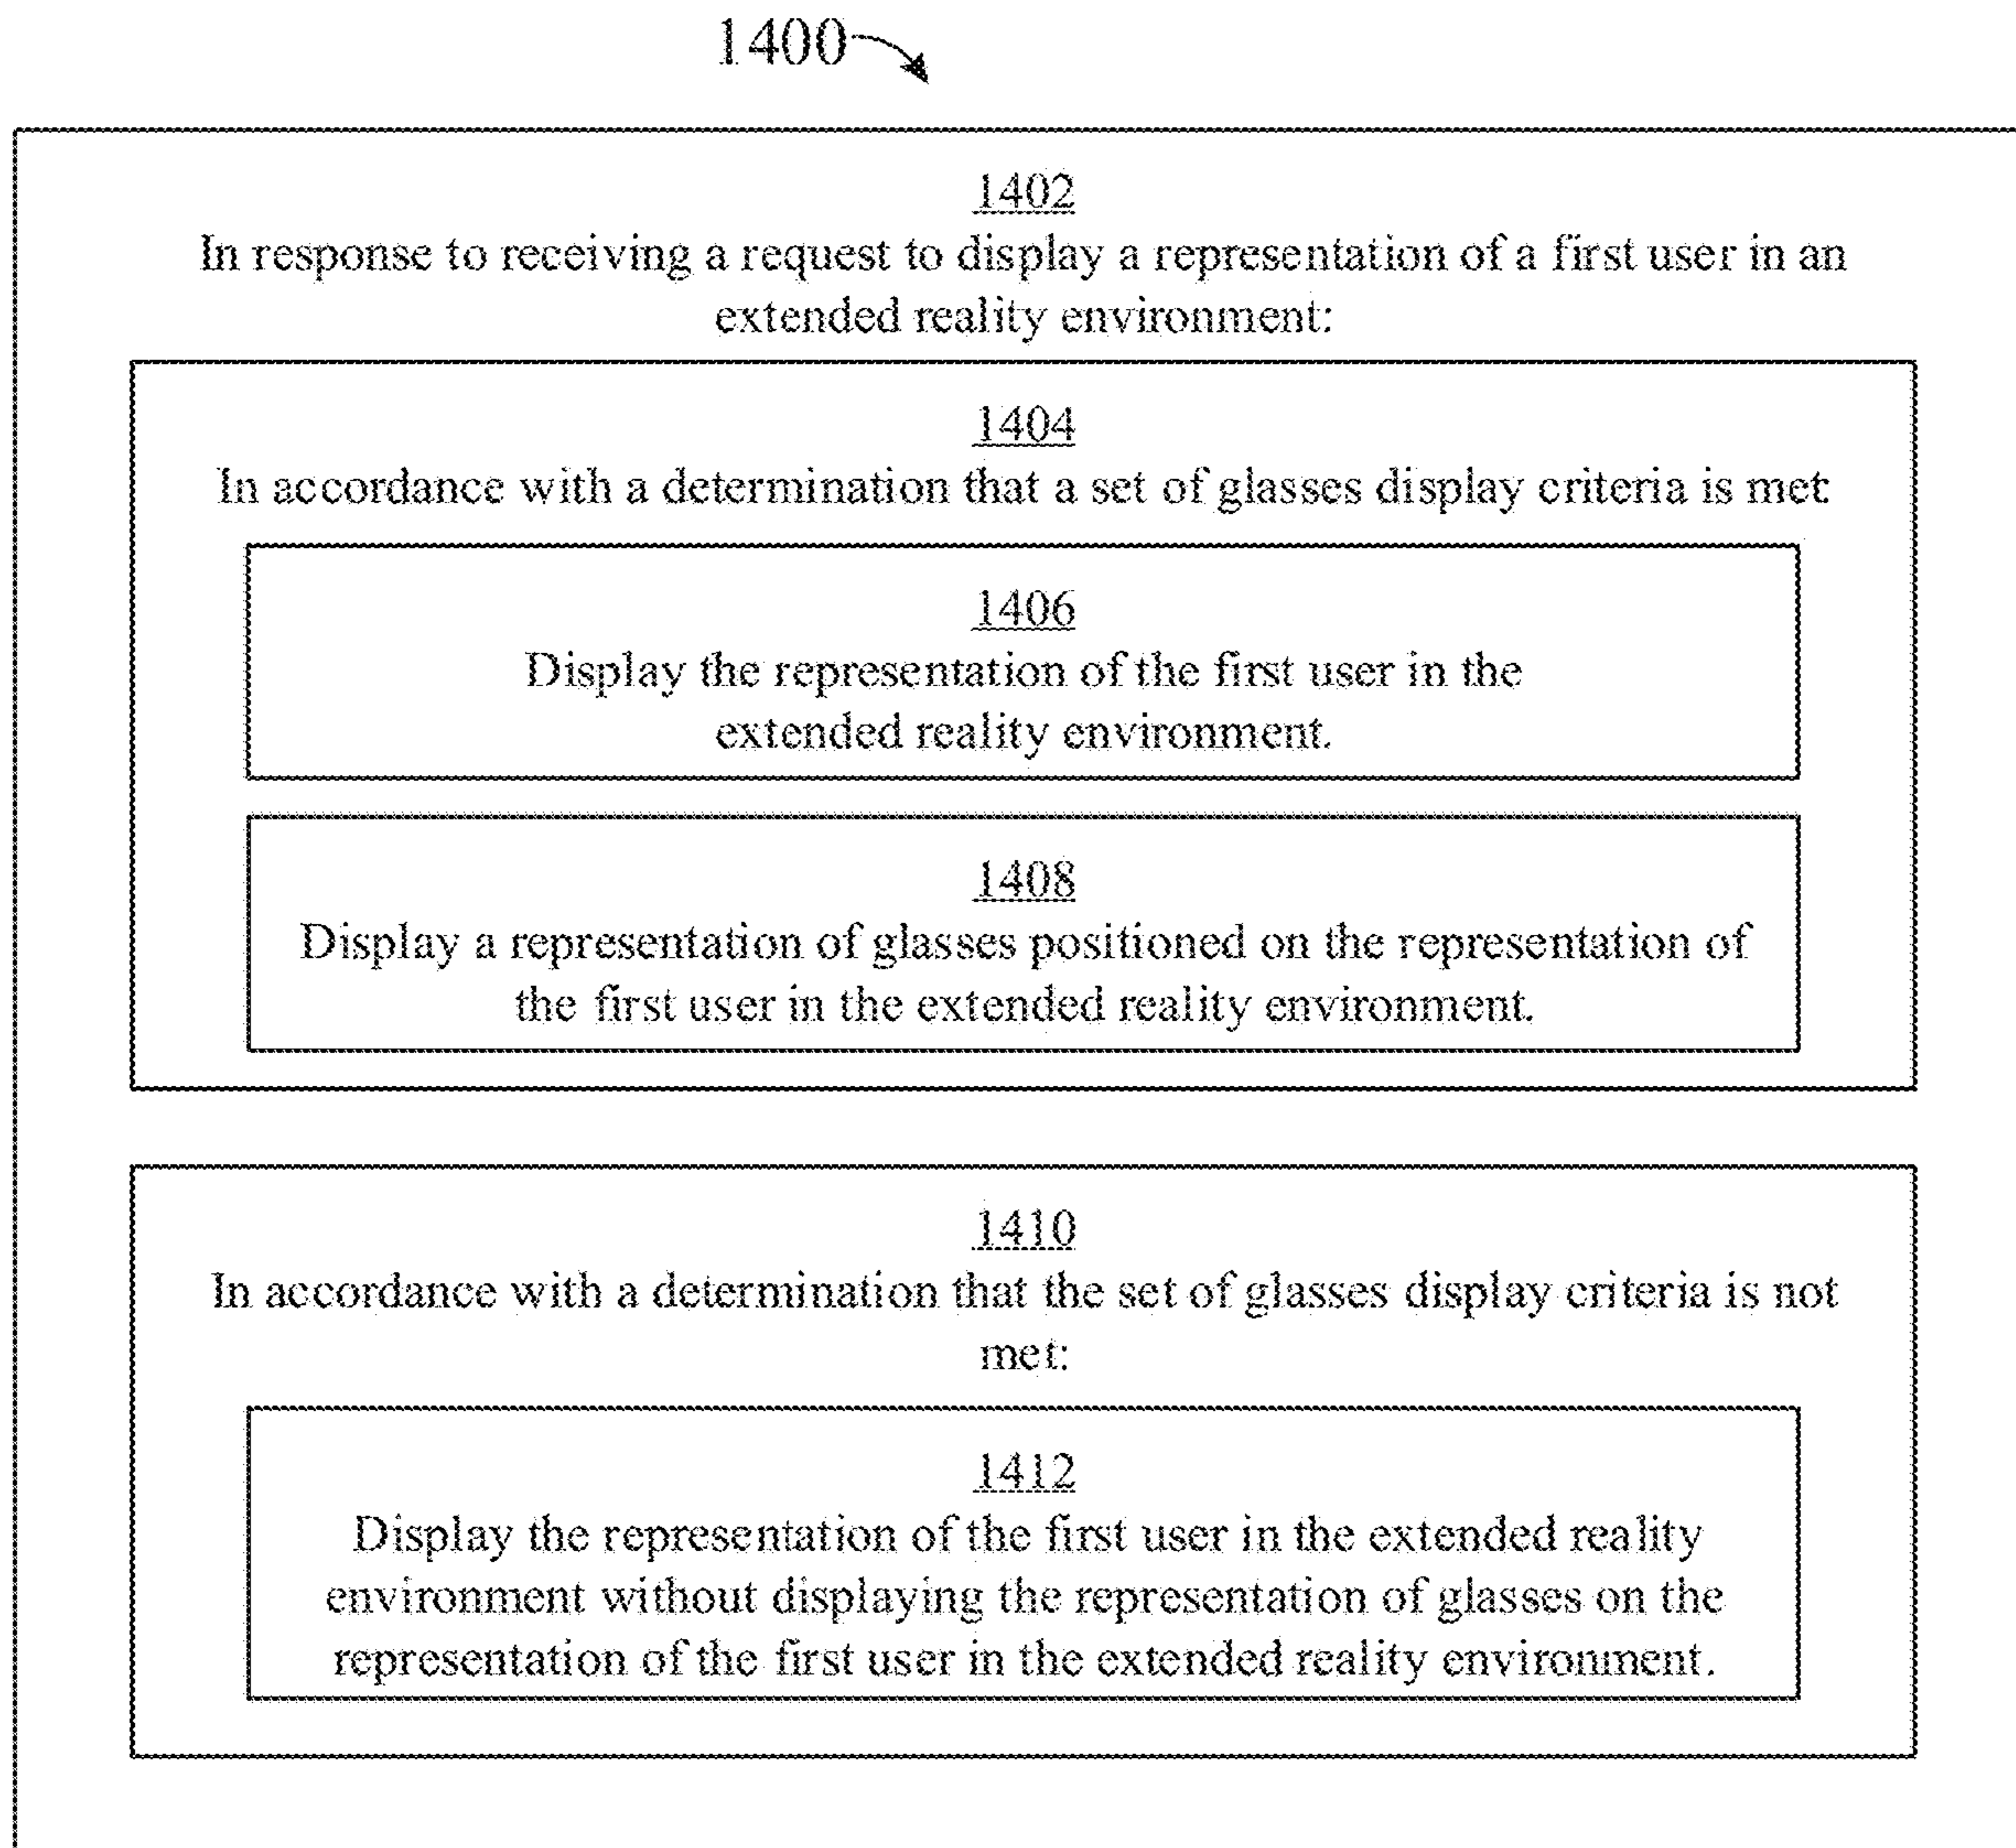 1400
1402
In response to receiving a request to display a representation of a first user in an
extended reality environment:
1404
In accordance with a determination that a set of glasses display criteria is met:
1406
Display the representation of the first user in the
extended reality environment.
1408
Display a representation of glasses positioned on the representation of
the first user in the extended reality environment.
1410
In accordance with a determination that the set of glasses display criteria is not
met:
1412
Display the representation of the first user in the extended reality
environment without displaying the representation of glasses on the
representation of the first user in the extended reality environment.